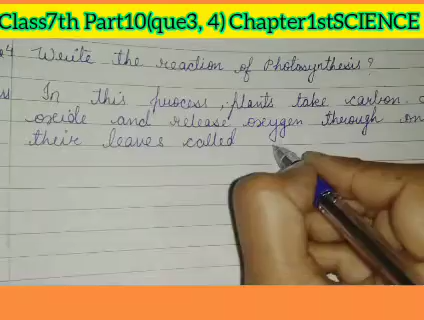 Class7th Part10(que3, 4) Chapter1stSCIENCE
Write the reaction of Photosynthesis?
In this process, plants take carbon
oxide and release oxygen through
their leaves called